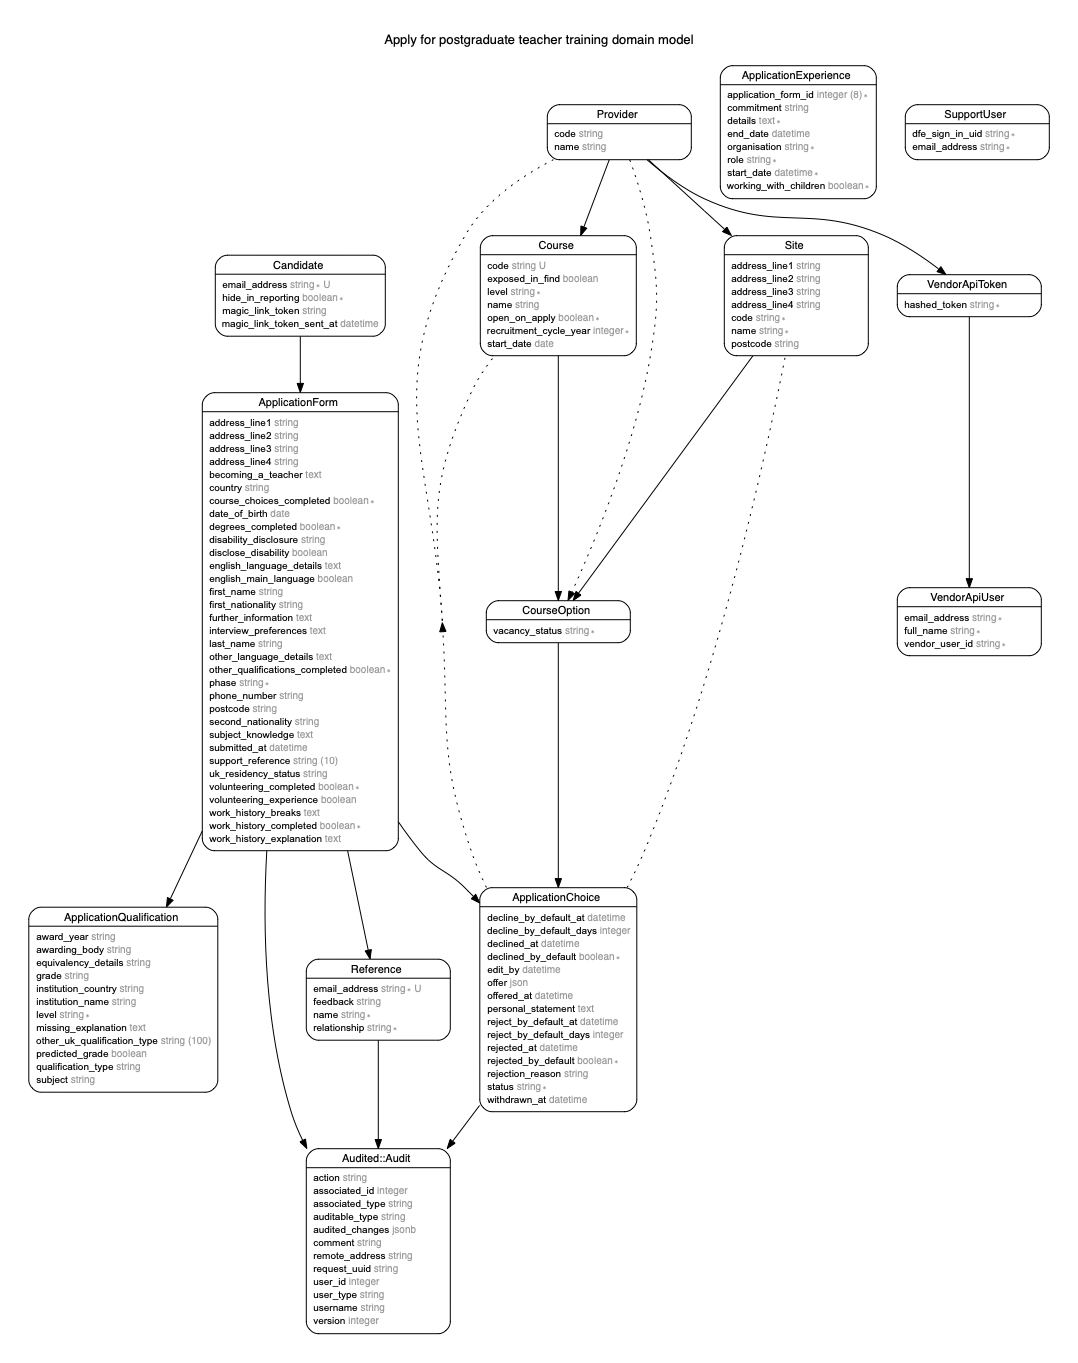 Apply for postgraduate teacher training domain model
ApplicationExperience
application_form_id integer (8) *
commitment string
details text *
end_date datetime
organisation string *
role string *
start_date datetime *
working_with_children boolean *
Provider
code string
name string
SupportUser
dfe_sign_in_uid string *
email_address string *
Course
code string U
exposed_in_find boolean
level string *
name string
open_on_apply boolean *
recruitment_cycle_year integer *
start_date date
Site
address_line1 string
address_line2 string
address_line3 string
address_line4 string
code string *
name string *
postcode string
Candidate
email_address string * U
hide_in_reporting boolean *
magic_link_token string
magic_link_token_sent_at datetime
VendorApiToken
hashed_token string *
ApplicationForm
address_line1 string
address_line2 string
address_line3 string
address_line4 string
becoming_a_teacher text
country string
course_choices_completed boolean *
date_of_birth date
degrees_completed boolean *
disability_disclosure string
disclose_disability boolean
english_language_details text
english_main_language boolean
first_name string
first_nationality string
further_information text
interview_preferences text
last_name string
other_language_details text
other_qualifications_completed boolean *
phase string *
phone_number string
postcode string
second_nationality string
subject_knowledge text
submitted_at datetime
support_reference string (10)
uk_residency_status string
volunteering_completed boolean *
volunteering_experience boolean
work_history_breaks text
work_history_completed boolean *
work_history_explanation text
CourseOption
vacancy_status string *
VendorApiUser
email_address string *
full_name string *
vendor_user_id string *
ApplicationQualification
award_year string
awarding_body string
equivalency_details string
grade string
institution_country string
institution_name string
level string *
missing_explanation text
other_uk_qualification_type string (100)
predicted_grade boolean
qualification_type string
subject string
Reference
email_address string * U
feedback string
name string *
relationship string *
ApplicationChoice
decline_by_default_at datetime
decline_by_default_days integer
declined_at datetime
declined_by_default boolean *
edit_by datetime
offer json
offered_at datetime
personal_statement text
reject_by_default_at datetime
reject_by_default_days integer
rejected_at datetime
rejected_by_default boolean *
rejection_reason string
status string *
withdrawn_at datetime
Audited::Audit
action string
associated_id integer
associated_type string
auditable_type string
audited_changes jsonb
comment string
remote_address string
request_uuid string
user_id integer
user_type string
username string
version integer